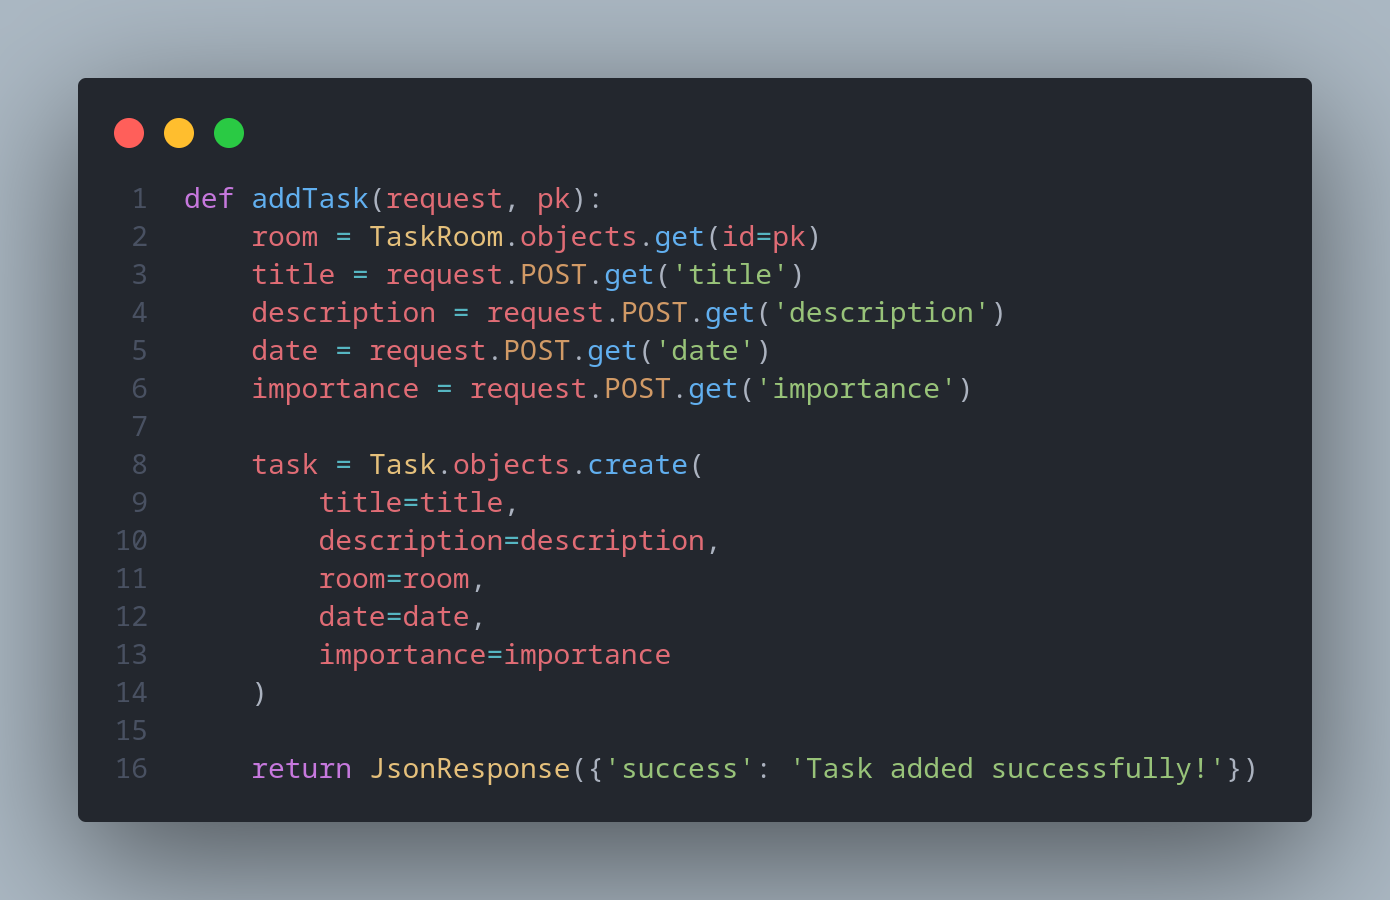 1 def addTask(request, pk):
2     room = TaskRoom.objects.get(id=pk)
3     title = request.POST.get('title')
4     description = request.POST.get('description')
5     date = request.POST.get('date')
6     importance = request.POST.get('importance')
7
8     task = Task.objects.create(
9         title=title,
10         description=description,
11         room=room,
12         date=date,
13         importance=importance
14     )
15
16     return JsonResponse({'success': 'Task added successfully!'})